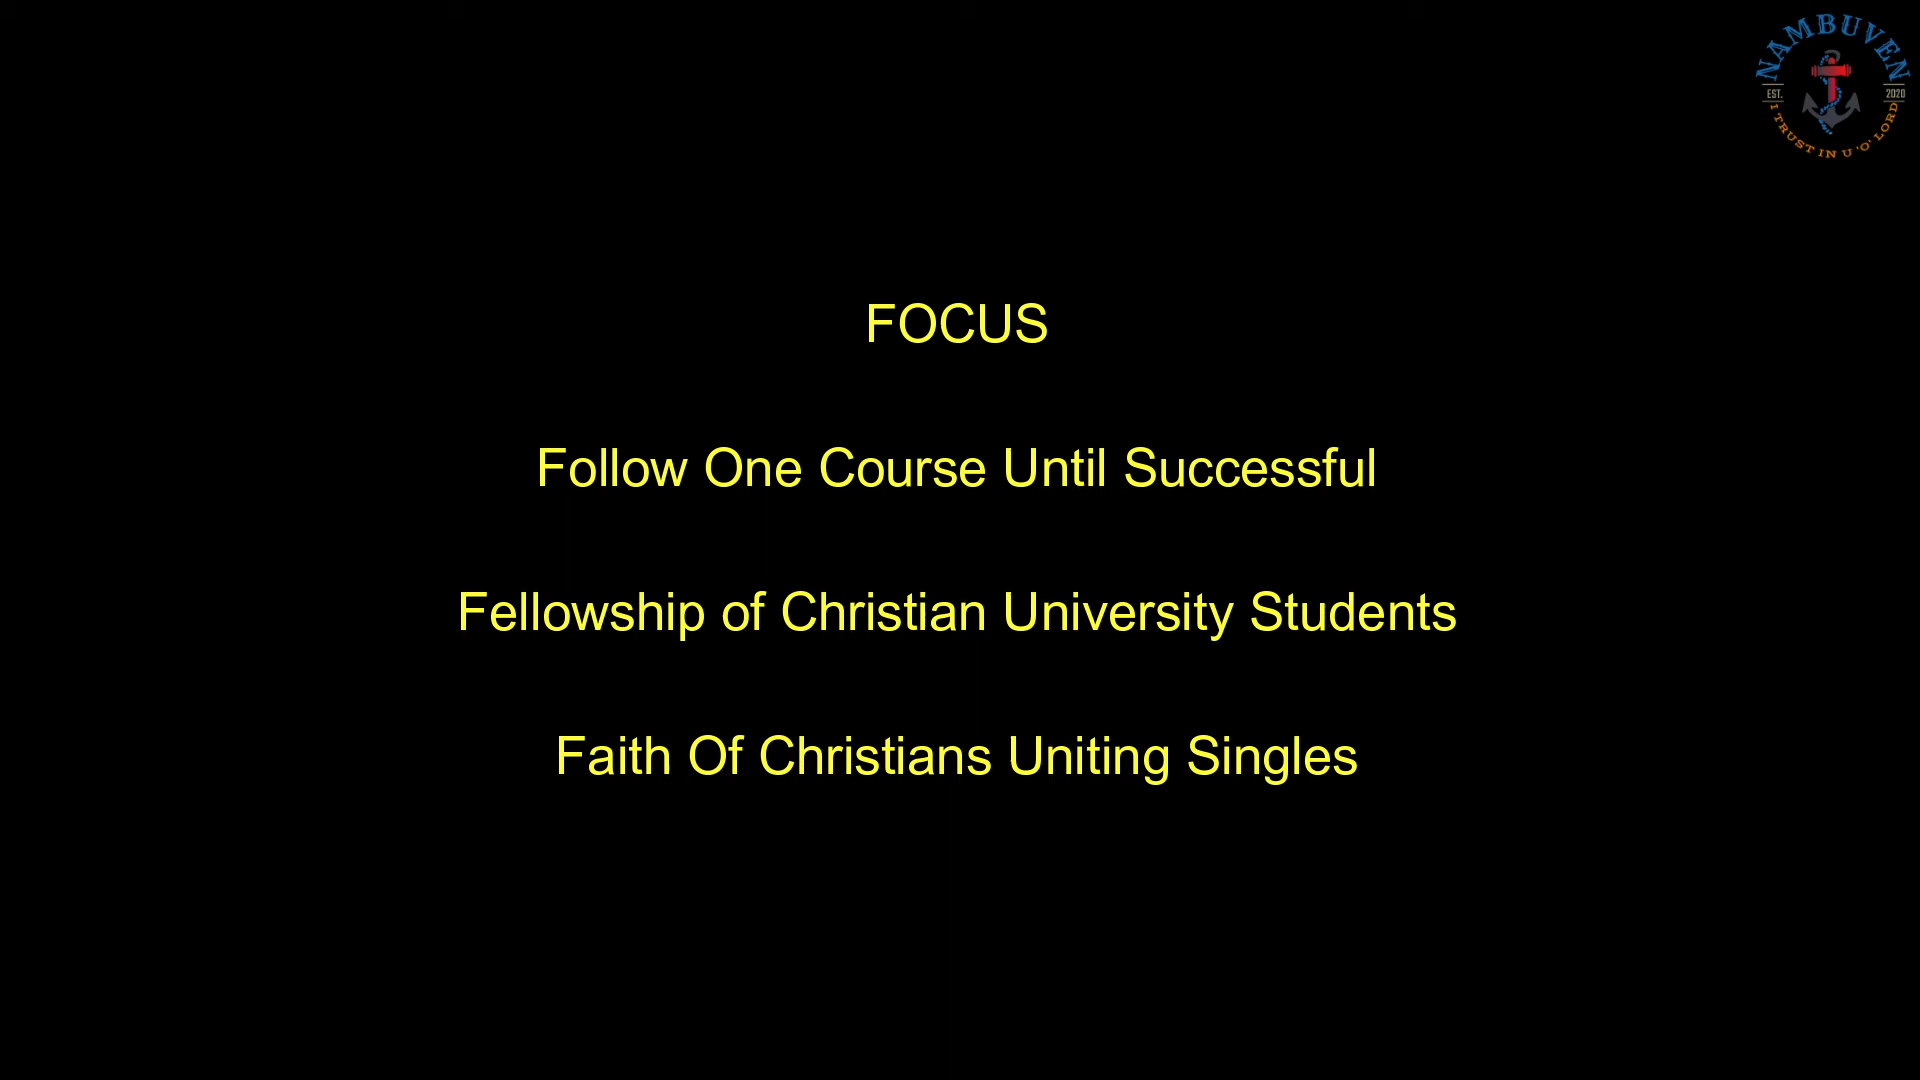 NAMBUVEN
EST. 2020
I TRUST IN U 'O' LORD
FOCUS
Follow One Course Until Successful
Fellowship of Christian University Students
Faith Of Christians Uniting Singles